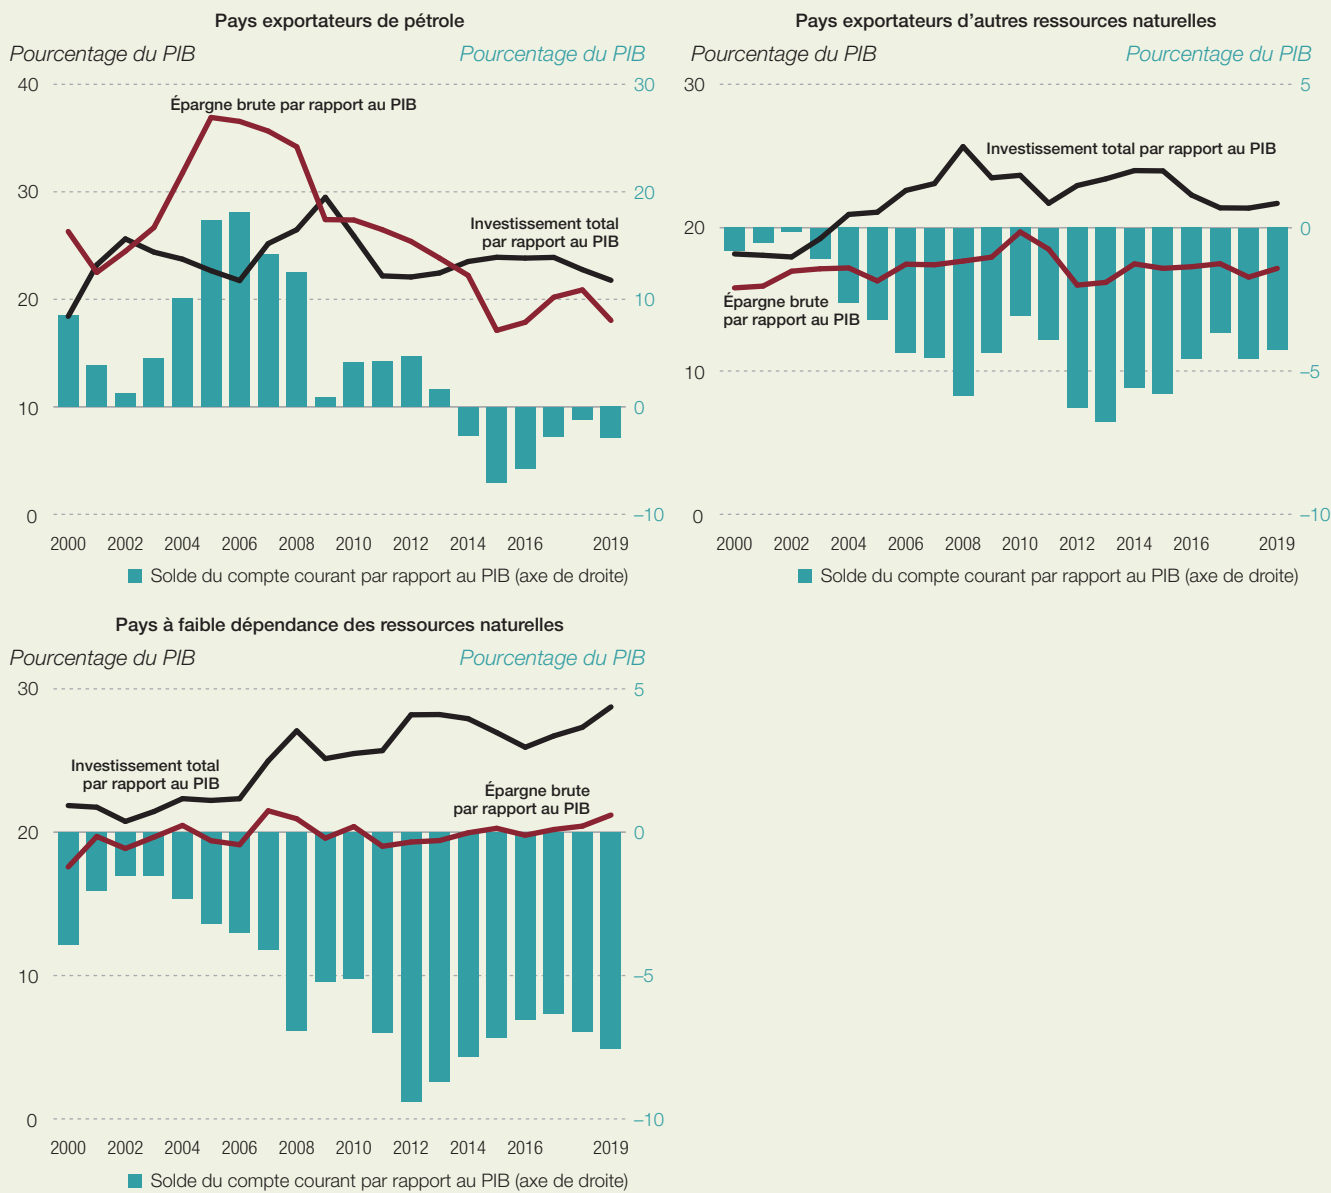 Pays exportateurs de pétrole
Pourcentage du PIB
Pourcentage du PIB
40
30
20
10
0
30
20
10
0
–10
Épargne brute par rapport au PIB
Investissement total
par rapport au PIB
2000 2002 2004 2006 2008 2010 2012 2014 2016 2019
Solde du compte courant par rapport au PIB (axe de droite)
Pays exportateurs d’autres ressources naturelles
Pourcentage du PIB
Pourcentage du PIB
30
20
10
0
5
0
–5
–10
Investissement total par rapport au PIB
Épargne brute
par rapport au PIB
2000 2002 2004 2006 2008 2010 2012 2014 2016 2019
Solde du compte courant par rapport au PIB (axe de droite)
Pays à faible dépendance des ressources naturelles
Pourcentage du PIB
Pourcentage du PIB
30
20
10
0
5
0
–5
–10
Investissement total
par rapport au PIB
Épargne brute
par rapport au PIB
2000 2002 2004 2006 2008 2010 2012 2014 2016 2019
Solde du compte courant par rapport au PIB (axe de droite)